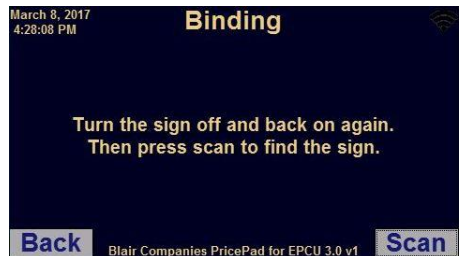 March 8, 2017
4:28:08 PM
Binding
Turn the sign off and back on again.
Then press scan to find the sign.
Back
Blair Companies PricePad for EPCU 3.0 v1
Scan